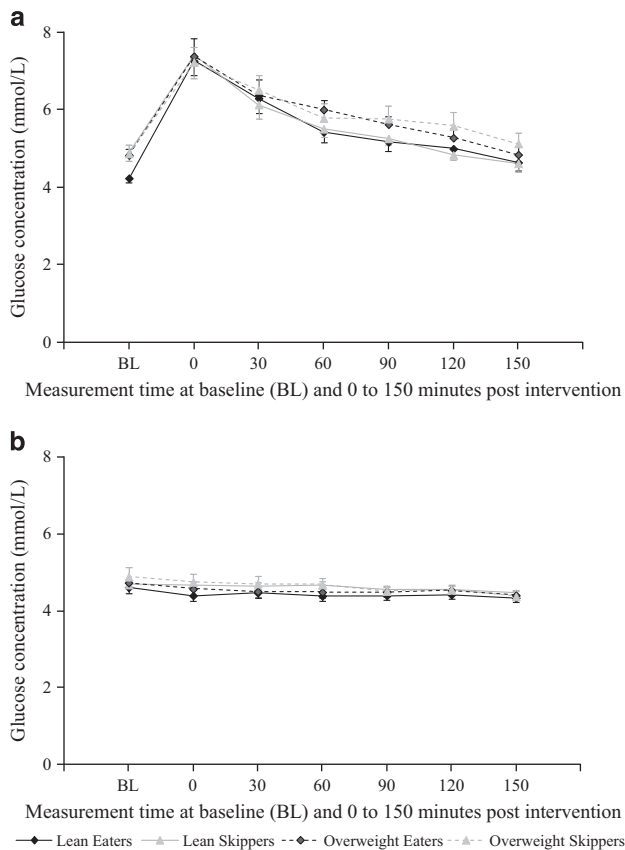 a
8
6
4
2
0
Glucose concentration (mmol/L)
BL 0 30 60 90 120 150
Measurement time at baseline (BL) and 0 to 150 minutes post intervention
b
8
6
4
2
0
Glucose concentration (mmol/L)
BL 0 30 60 90 120 150
Measurement time at baseline (BL) and 0 to 150 minutes post intervention
Lean Eaters Lean Skippers Overweight Eaters Overweight Skippers